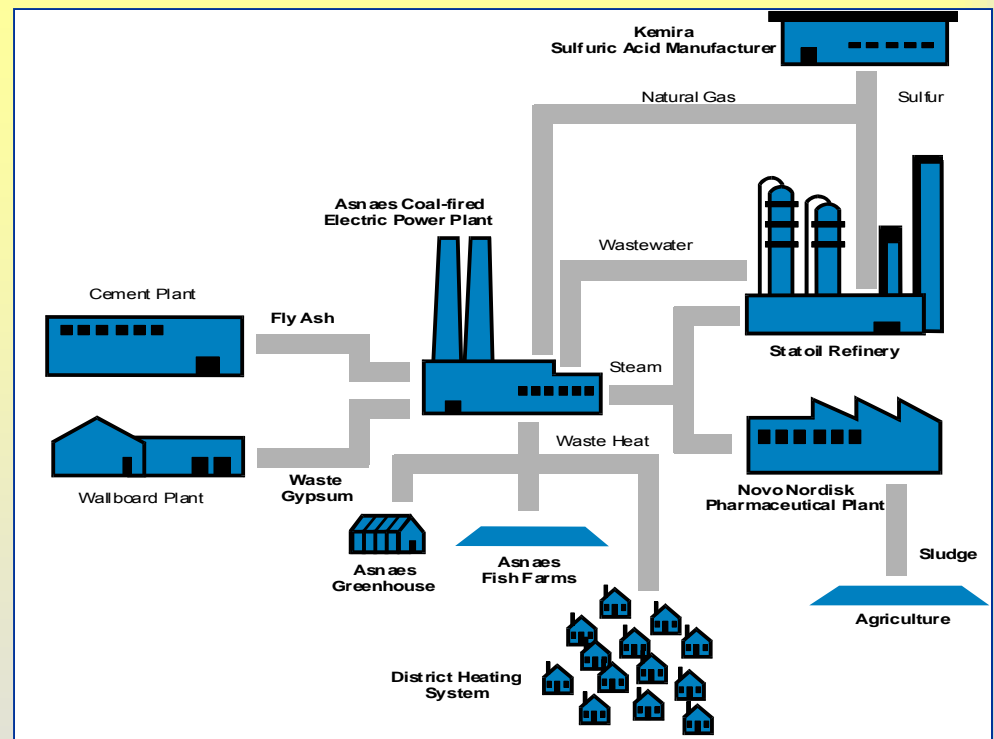 Kemira
Sulfuric Acid Manufacturer
Natural Gas
Sulfur
Asnaes Coal-fired
Electric Power Plant
Wastewater
Cement Plant
Fly Ash
Statoil Refinery
Steam
Waste Heat
Wallboard Plant
Waste
Gypsum
Novo Nordisk
Pharmaceutical Plant
Asnaes
Greenhouse
Asnaes
Fish Farms
Sludge
Agriculture
District Heating
System